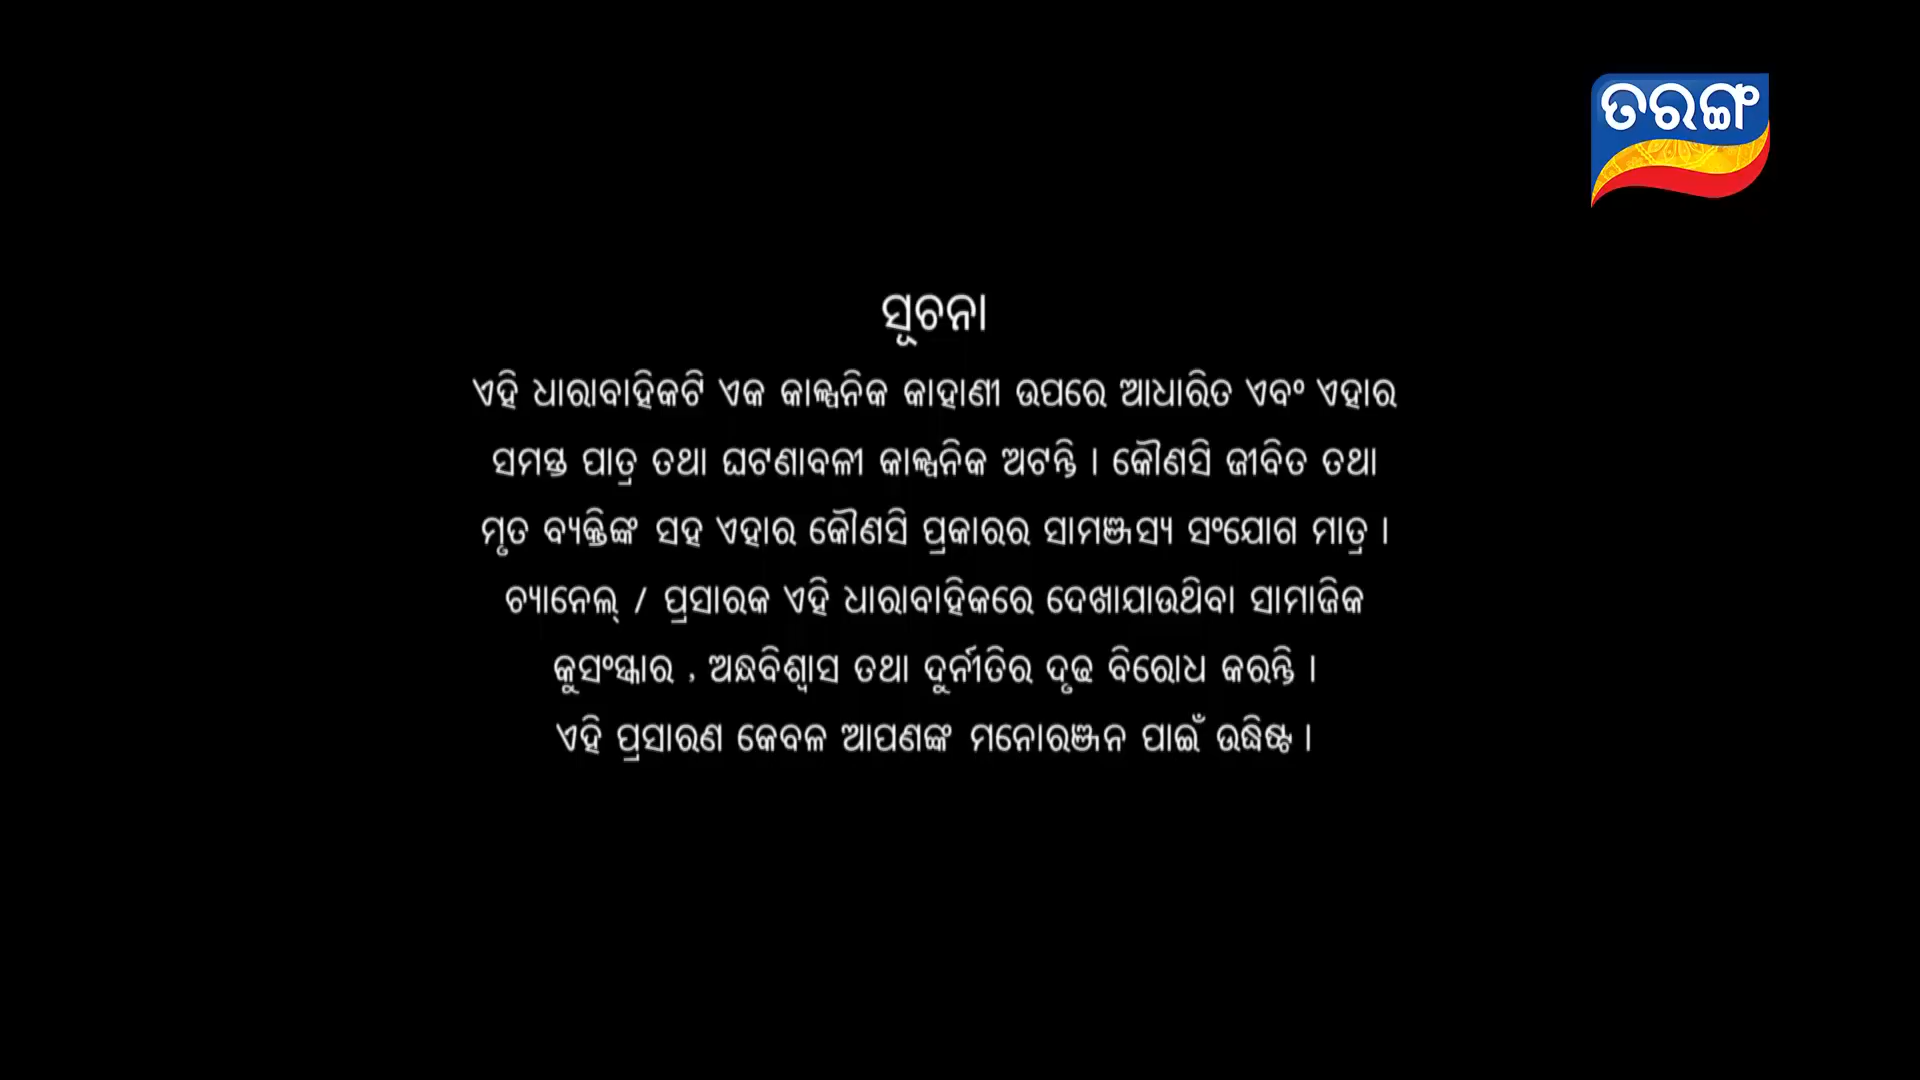 ତରଙ୍ଗ
ସୂଚନା
ଏହି ଧାରାବାହିକଟି ଏକ କାଳ୍ପନିକ କାହାଣୀ ଉପରେ ଆଧାରିତ ଏବଂ ଏହାର
ସମସ୍ତ ପାତ୍ର ତଥା ଘଟଣାବଳୀ କାଳ୍ପନିକ ଅଟନ୍ତି । କୌଣସି ଜୀବିତ ତଥା
ମୃତ ବ୍ୟକ୍ତିଙ୍କ ସହ ଏହାର କୌଣସି ପ୍ରକାରର ସାମଞ୍ଜସ୍ୟ ସଂଯୋଗ ମାତ୍ର ।
ଚ୍ୟାନେଲ୍ / ପ୍ରସାରକ ଏହି ଧାରାବାହିକରେ ଦେଖାଯାଉଥିବା ସାମାଜିକ
କୁସଂସ୍କାର , ଅନ୍ଧବିଶ୍ୱାସ ତଥା ଦୁର୍ନୀତିର ଦୃଢ ବିରୋଧ କରନ୍ତି ।
ଏହି ପ୍ରସାରଣ କେବଳ ଆପଣଙ୍କ ମନୋରଞ୍ଜନ ପାଇଁ ଉଦ୍ଧିଷ୍ଟ ।